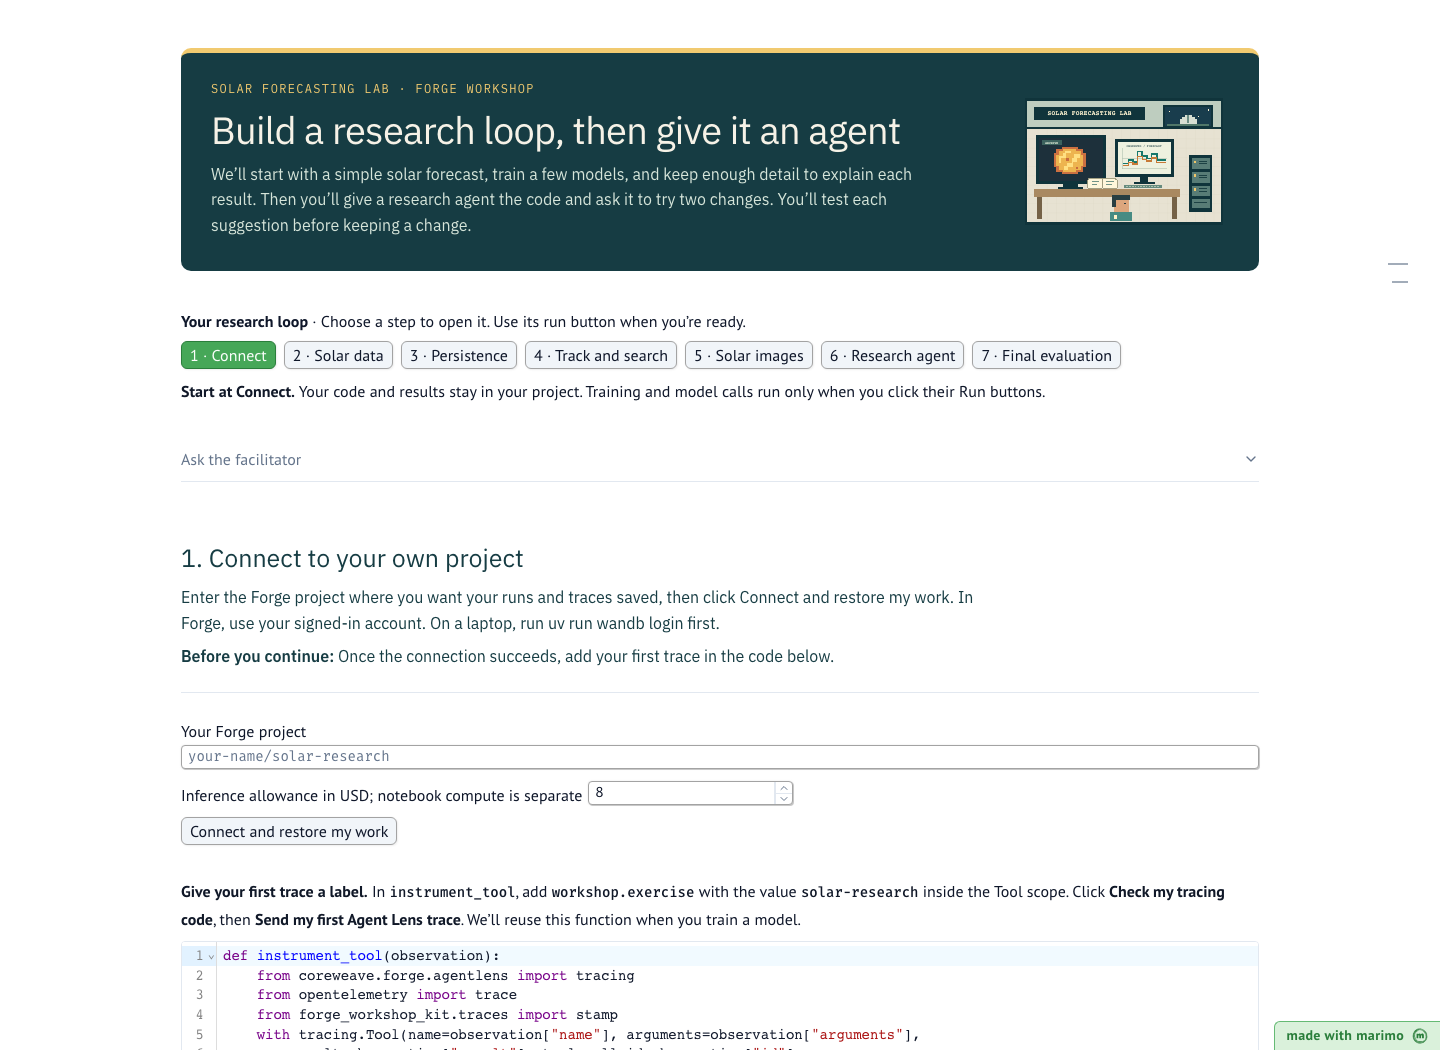 SOLAR FORECASTING LAB · FORGE WORKSHOP
Build a research loop, then give it an agent
We’ll start with a simple solar forecast, train a few models, and keep enough detail to explain each
result. Then you’ll give a research agent the code and ask it to try two changes. You’ll test each
suggestion before keeping a change.
SOLAR FORECASTING LAB
Your research loop · Choose a step to open it. Use its run button when you’re ready.
1 · Connect
2 · Solar data
3 · Persistence
4 · Track and search
5 · Solar images
6 · Research agent
7 · Final evaluation
Start at Connect. Your code and results stay in your project. Training and model calls run only when you click their Run buttons.
Ask the facilitator
1. Connect to your own project
Enter the Forge project where you want your runs and traces saved, then click Connect and restore my work. In
Forge, use your signed-in account. On a laptop, run uv run wandb login first.
Before you continue: Once the connection succeeds, add your first trace in the code below.
Your Forge project
your-name/solar-research
Inference allowance in USD; notebook compute is separate 8
Connect and restore my work
Give your first trace a label. In instrument_tool, add workshop.exercise with the value solar-research inside the Tool scope. Click Check my tracing
code, then Send my first Agent Lens trace. We’ll reuse this function when you train a model.
1 def instrument_tool(observation):
2 from coreweave.forge.agentlens import tracing
3 from opentelemetry import trace
4 from forge_workshop_kit.traces import stamp
5 with tracing.Tool(name=observation["name"], arguments=observation["arguments"],
made with marimo